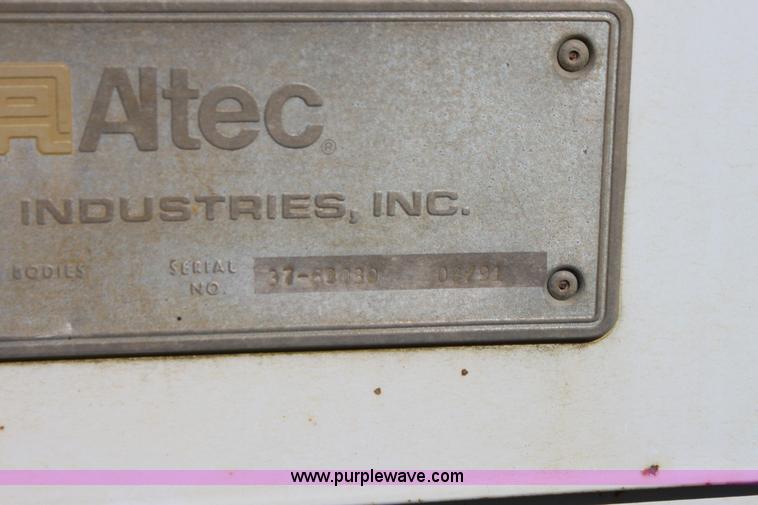 Altec®
INDUSTRIES, INC.
BODIES SERIAL NO.
www.purplewave.com